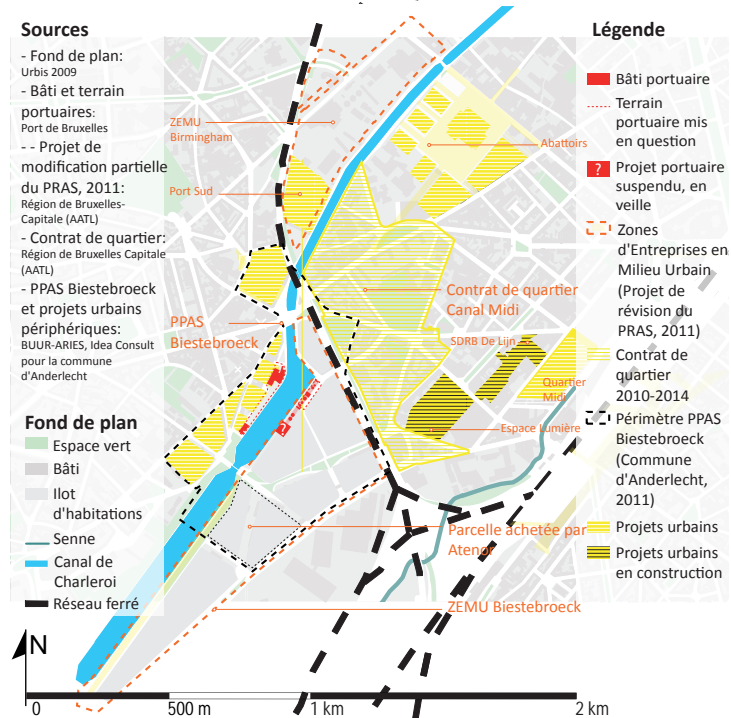 Sources
- Fond de plan:
Urbis 2009
- Bâti et terrain
portuaires:
Port de Bruxelles
- - Projet de
modification partielle
du PRAS, 2011:
Région de Bruxelles-
Capitale (AATL)
- Contrat de quartier:
Région de Bruxelles Capitale
(AATL)
- PPAS Biestebroeck
et projets urbains
périphériques:
BUUR-ARIES, Idea Consult
pour la commune
d'Anderlecht
Fond de plan
Espace vert
Bâti
Ilot
d'habitations
Senne
Canal de
Charleroi
Réseau ferré
ZEMU
Birmingham
Abattoirs
Port Sud
Contrat de quartier
Canal Midi
PPAS
Biestebroeck
SDRB De Lijn
Quartier
Midi
Espace Lumière
?
Parcelle achetée par
Atenor
ZEMU Biestebroeck
Légende
Bâti portuaire
Terrain
portuaire mis
en question
?
Projet portuaire
suspendu, en
veille
Zones
d'Entreprises en
Milieu Urbain
(Projet de
révision du
PRAS, 2011)
Contrat de
quartier
2010-2014
Périmètre PPAS
Biestebroeck
(Commune
d'Anderlecht,
2011)
Projets urbains
Projets urbains
en construction
N
0 500 m 1 km 2 km